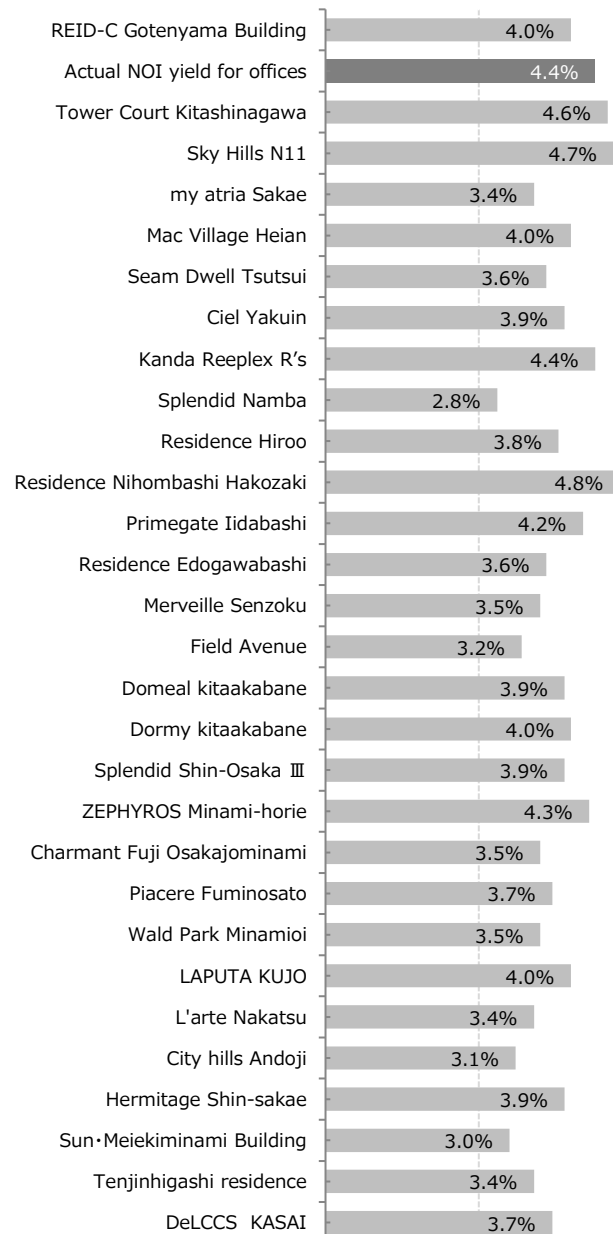 REID-C Gotenyama Building 4.0%
Actual NOI yield for offices 4.4%
Tower Court Kitashinagawa 4.6%
Sky Hills N11 4.7%
my atria Sakae 3.4%
Mac Village Heian 4.0%
Seam Dwell Tsutsui 3.6%
Ciel Yakuin 3.9%
Kanda Reeplex R’s 4.4%
Splendid Namba 2.8%
Residence Hiroo 3.8%
Residence Nihombashi Hakozaki 4.8%
Primegate Iidabashi 4.2%
Residence Edogawabashi 3.6%
Merveille Senzoku 3.5%
Field Avenue 3.2%
Domeal kitaakabane 3.9%
Dormy kitaakabane 4.0%
Splendid Shin-Osaka Ⅲ 3.9%
ZEPHYROS Minami-horie 4.3%
Charmant Fuji Osakajominami 3.5%
Piacere Fuminosato 3.7%
Wald Park Minamioi 3.5%
LAPUTA KUJO 4.0%
L'arte Nakatsu 3.4%
City hills Andoji 3.1%
Hermitage Shin-sakae 3.9%
Sun・Meiekiminami Building 3.0%
Tenjinhigashi residence 3.4%
DeLCCS KASAI 3.7%